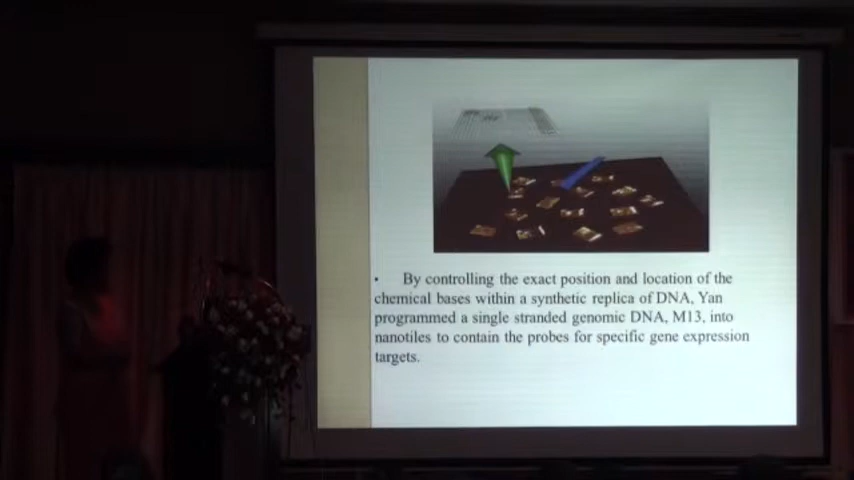 • By controlling the exact position and location of the
chemical bases within a synthetic replica of DNA, Yan
programmed a single stranded genomic DNA, M13, into
nanotiles to contain the probes for specific gene expression
targets.